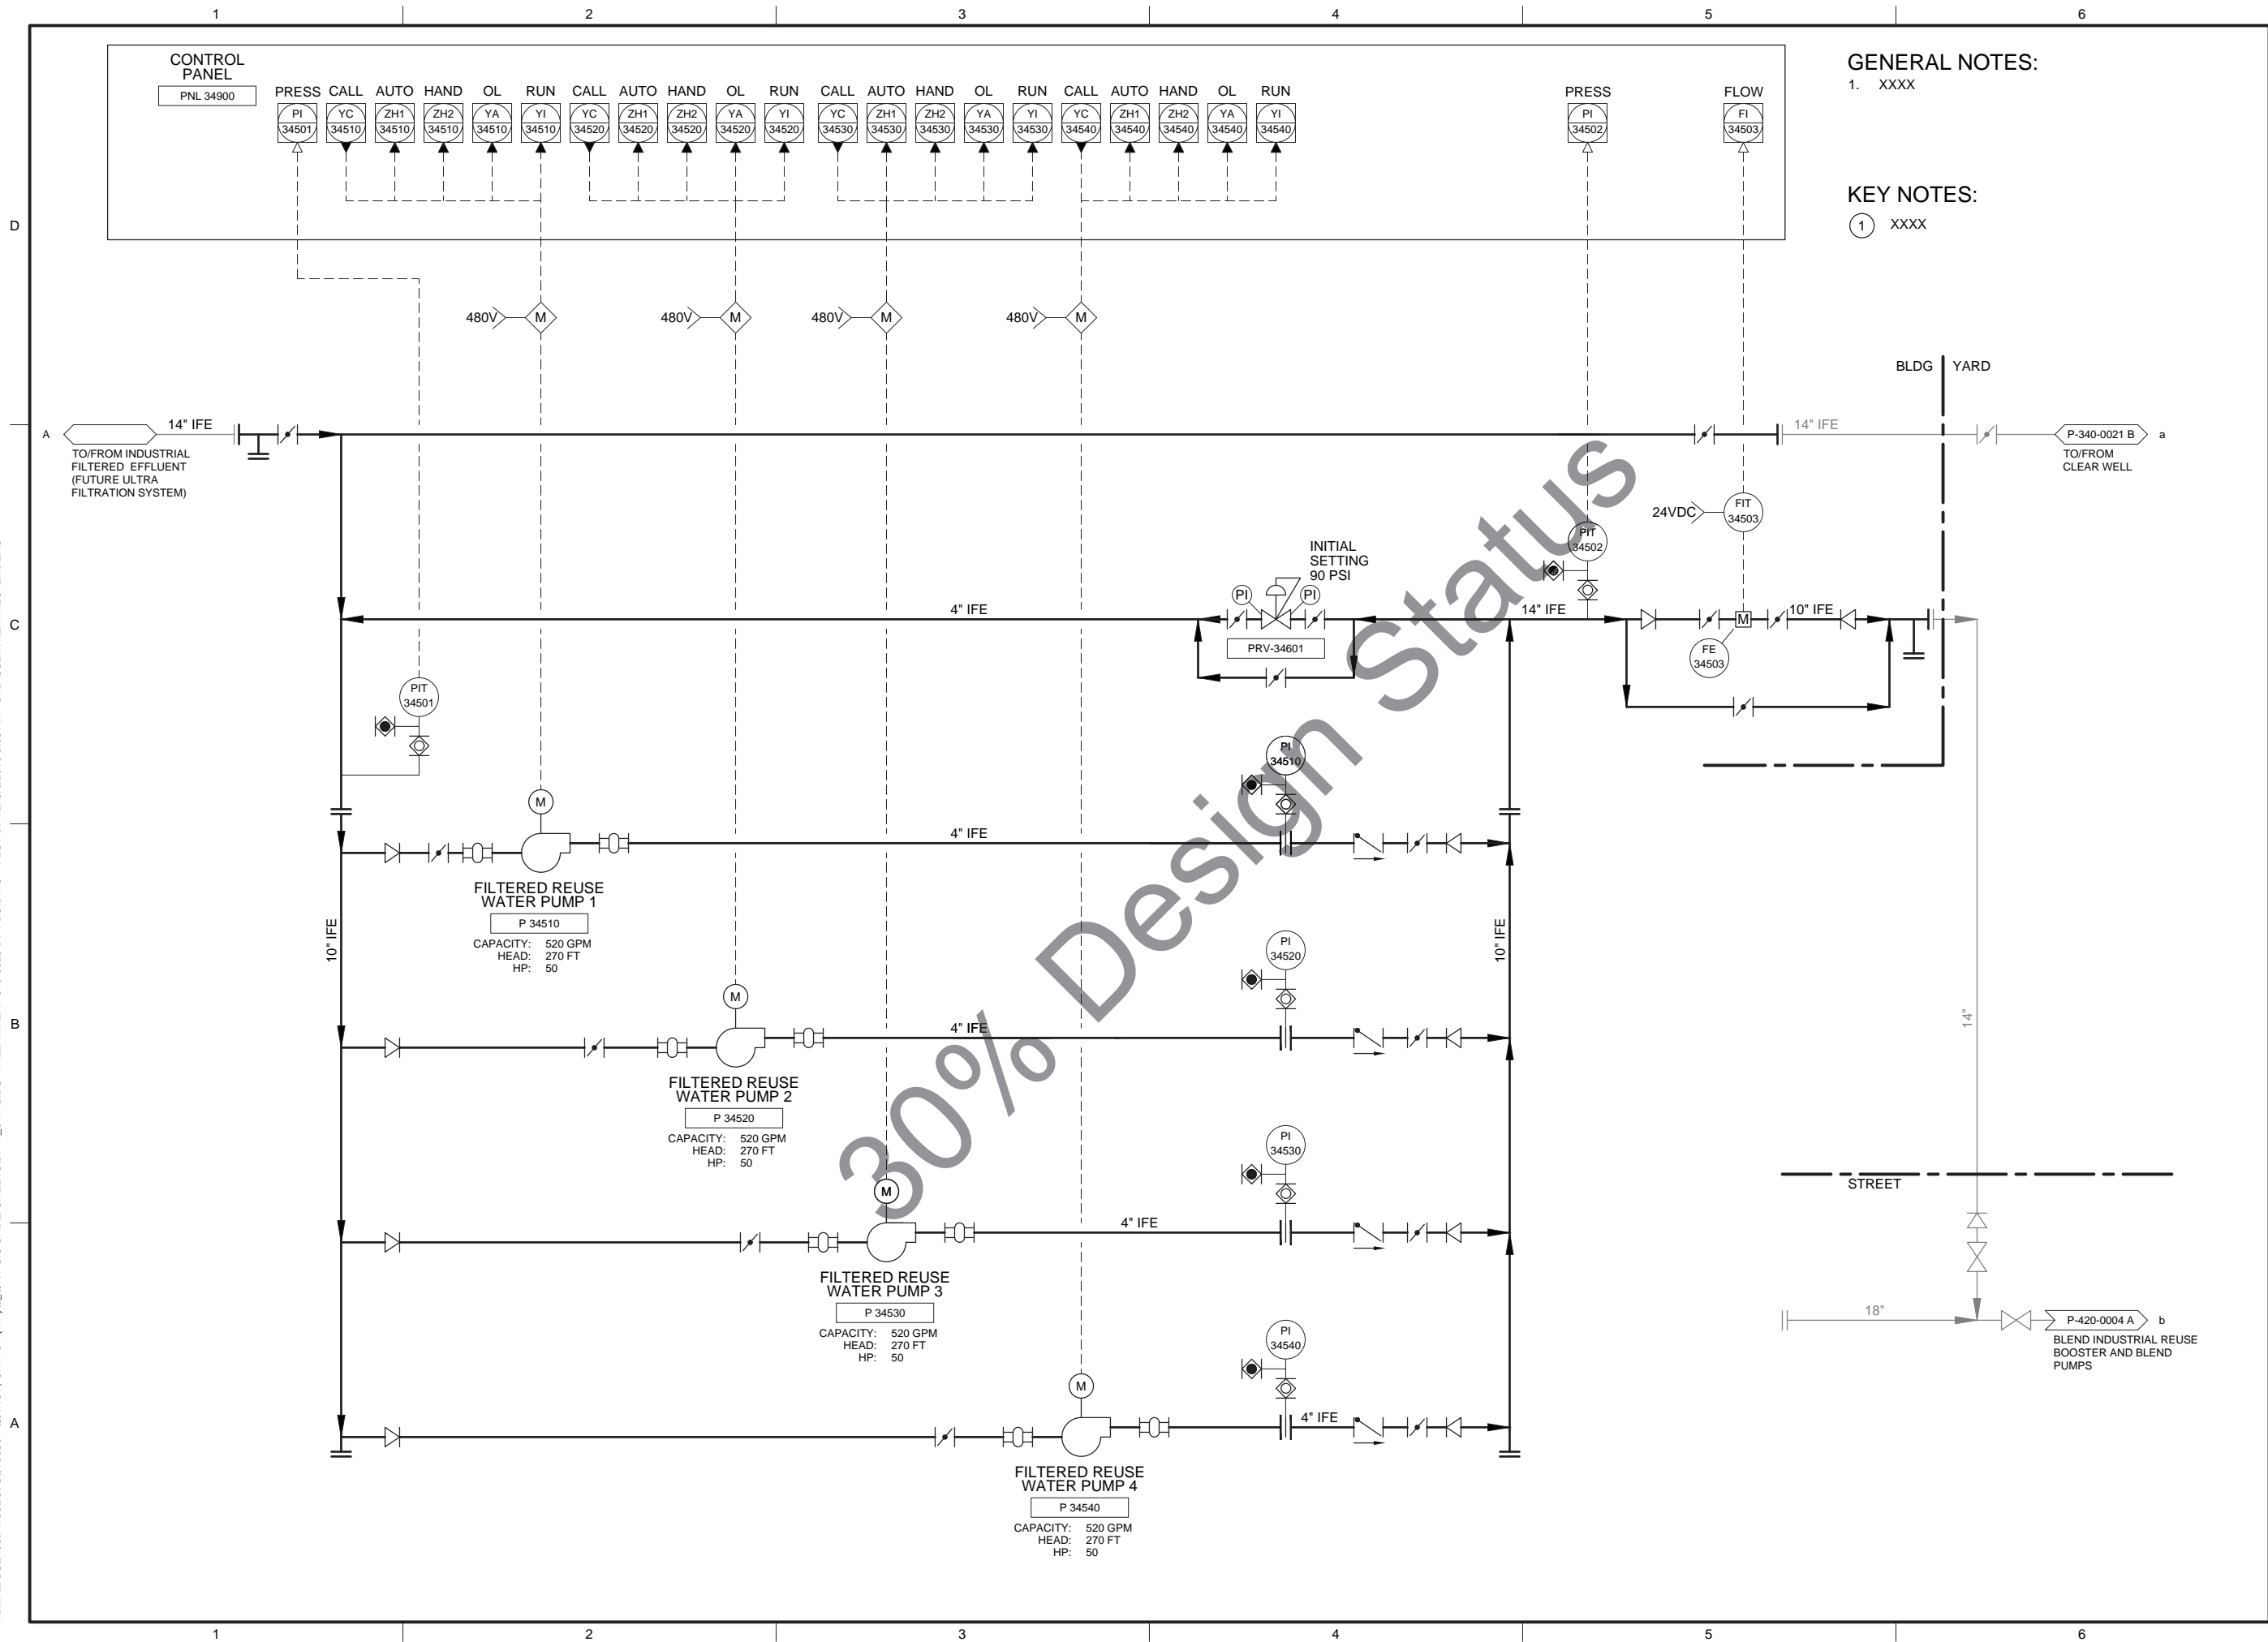 1 2 3 4 5 6
CONTROL
PANEL
PNL 34900
PRESS CALL AUTO HAND OL RUN CALL AUTO HAND OL RUN CALL AUTO HAND OL RUN CALL AUTO HAND OL RUN PRESS FLOW
PI YC ZH1 ZH2 YA YI YC ZH1 ZH2 YA YI YC ZH1 ZH2 YA YI YC ZH1 ZH2 YA YI PI FI
34501 34510 34510 34510 34510 34510 34520 34520 34520 34520 34520 34530 34530 34530 34530 34530 34540 34540 34540 34540 34540 34502 34503
GENERAL NOTES:
1. XXXX
KEY NOTES:
1 XXXX
D
480V M 480V M 480V M 480V M
BLDG YARD
A 14" IFE
TO/FROM INDUSTRIAL
FILTERED EFFLUENT
(FUTURE ULTRA
FILTRATION SYSTEM)
14" IFE
P-340-0021 B a
TO/FROM
CLEAR WELL
24VDC
FIT
34503
PIT
34502
INITIAL
SETTING
90 PSI
PI PI
C
4" IFE
14" IFE
M
10" IFE
PRV-34601
FE
34503
PIT
34501
PI
34510
M
4" IFE
FILTERED REUSE
WATER PUMP 1
P 34510
CAPACITY: 520 GPM
HEAD: 270 FT
HP: 50
10" IFE
10" IFE
PI
34520
M
B
4" IFE
14"
FILTERED REUSE
WATER PUMP 2
P 34520
CAPACITY: 520 GPM
HEAD: 270 FT
HP: 50
PI
34530
STREET
M
4" IFE
FILTERED REUSE
WATER PUMP 3
P 34530
CAPACITY: 520 GPM
HEAD: 270 FT
HP: 50
18"
P-420-0004 A b
BLEND INDUSTRIAL REUSE
BOOSTER AND BLEND
PUMPS
PI
34540
M
A
4" IFE
FILTERED REUSE
WATER PUMP 4
P 34540
CAPACITY: 520 GPM
HEAD: 270 FT
HP: 50
30% Design Status
1 2 3 4 5 6